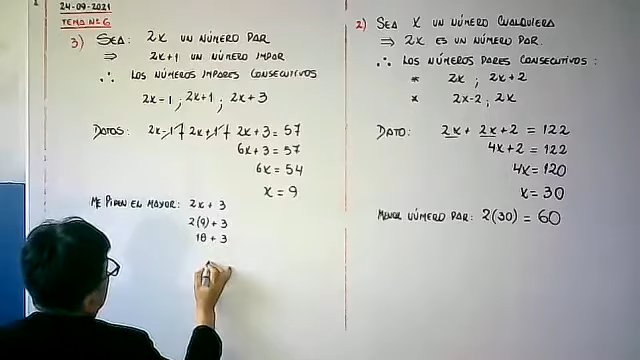 24-09-2021
TEMA Nº 6
3) SEA: 2x UN NÚMERO PAR
⇒ 2x+1 UN NÚMERO IMPAR
∴ LOS NÚMEROS IMPARES CONSECUTIVOS
2x-1 ; 2x+1 ; 2x+3
DATOS: 2x-1 + 2x+1 + 2x+3 = 57
6x+3 = 57
6x = 54
x = 9
ME PIDEN EL MAYOR: 2x + 3
2(9) + 3
18 + 3
2) SEA x UN NÚMERO CUALQUIERA
⇒ 2x ES UN NÚMERO PAR.
∴ LOS NÚMEROS PARES CONSECUTIVOS:
* 2x ; 2x+2
* 2x-2 ; 2x
DATO: 2x + 2x+2 = 122
4x+2 = 122
4x = 120
x = 30
MENOR NÚMERO PAR: 2(30) = 60